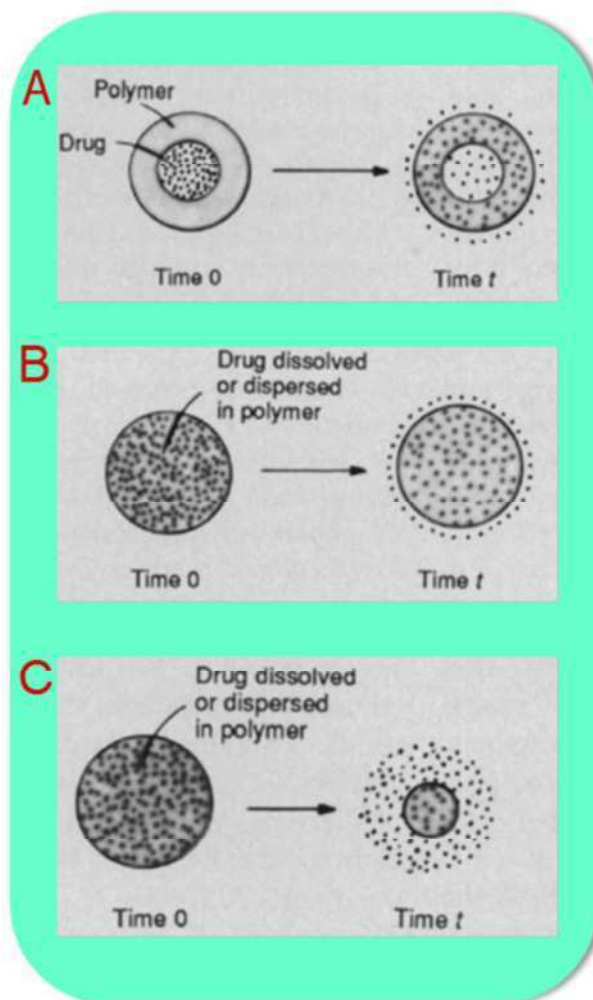 A
Polymer
Drug
Time 0
Time t
B
Drug dissolved
or dispersed
in polymer
Time 0
Time t
C
Drug dissolved
or dispersed
in polymer
Time 0
Time t